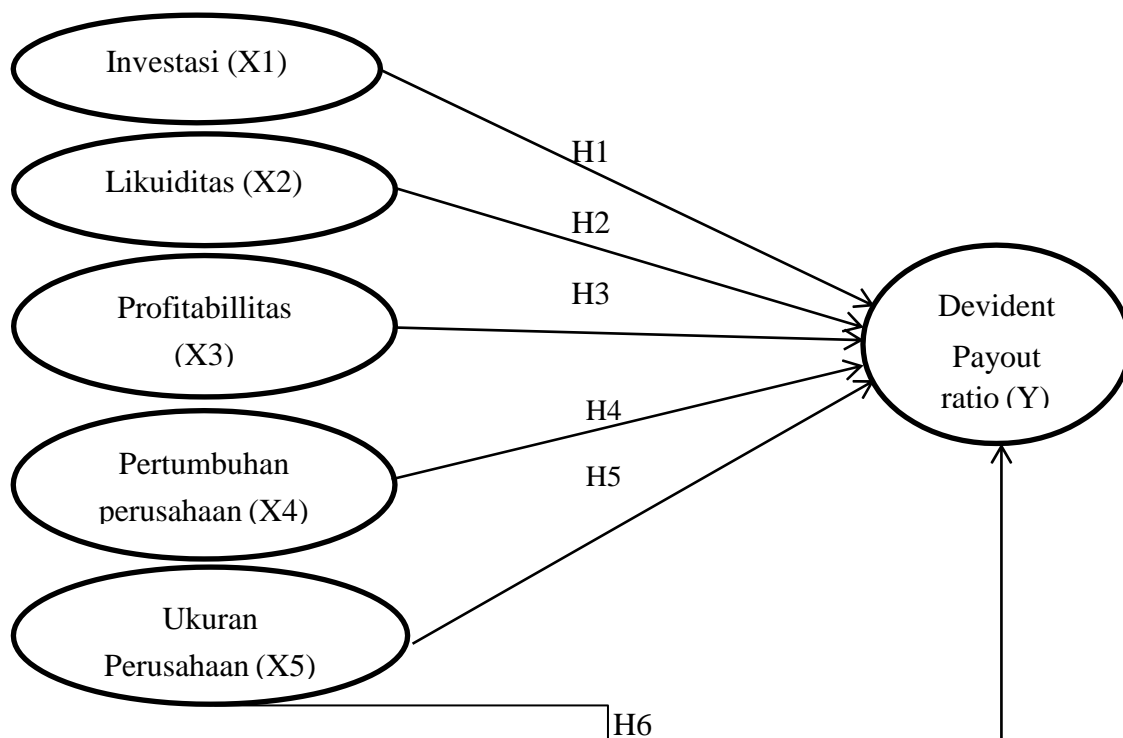 Investasi (X1)
Likuiditas (X2)
Profitabillitas
(X3)
Pertumbuhan
perusahaan (X4)
Ukuran
Perusahaan (X5)
H1
H2
H3
H4
H5
H6
Devident
Payout
ratio (Y)